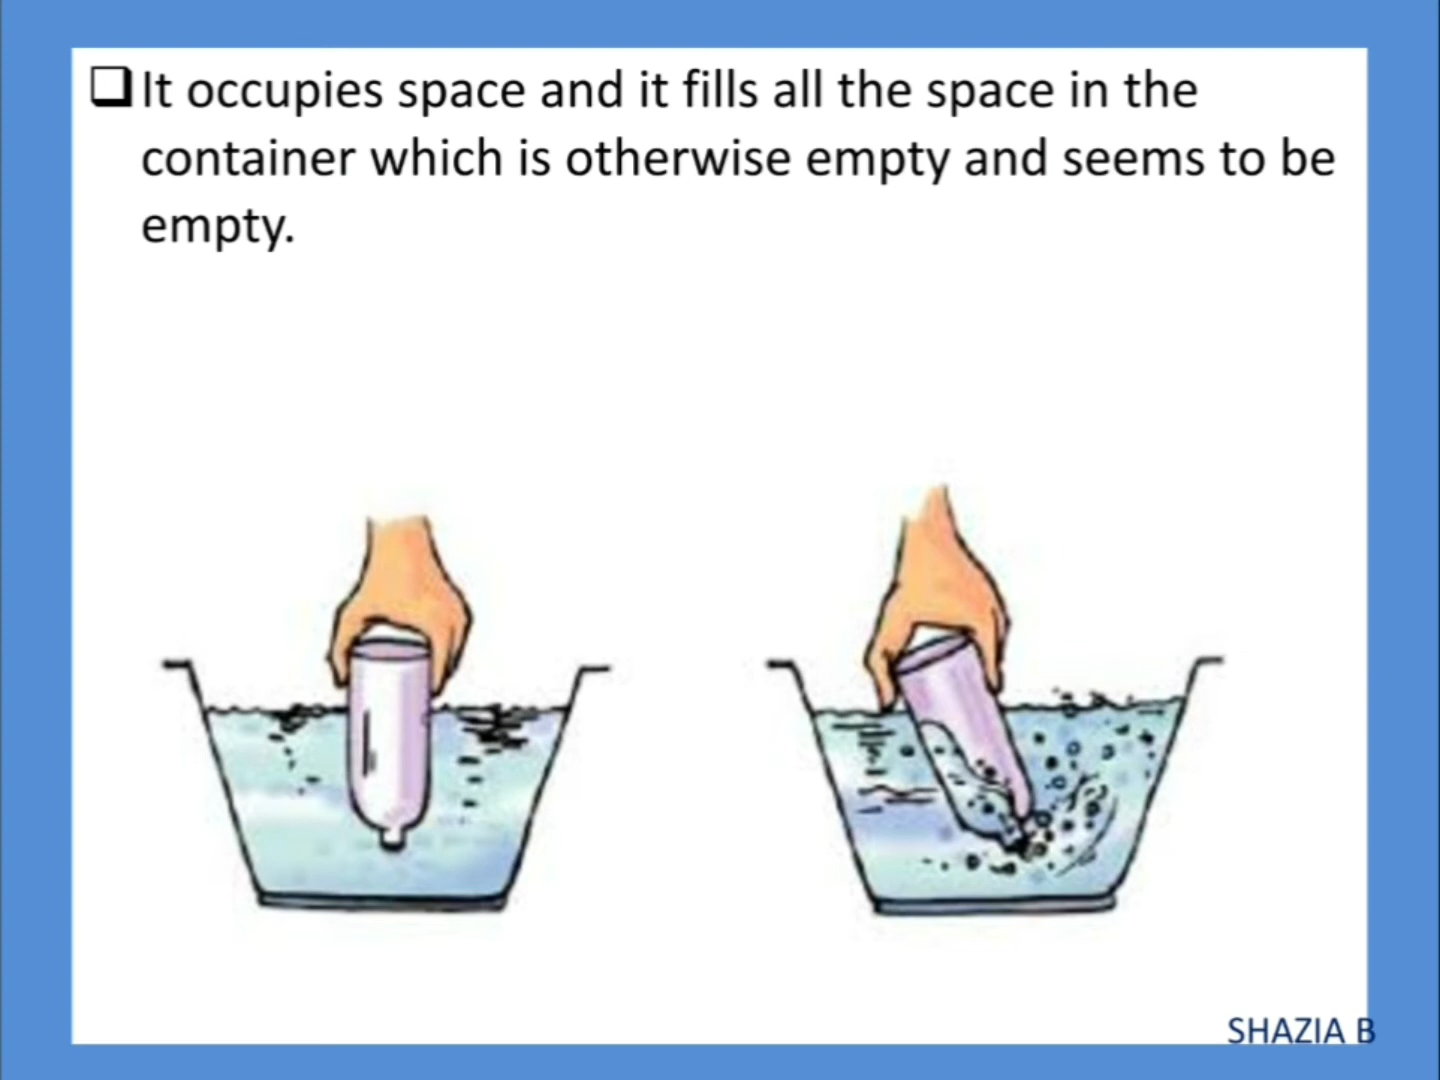 It occupies space and it fills all the space in the
container which is otherwise empty and seems to be
empty.
SHAZIA B